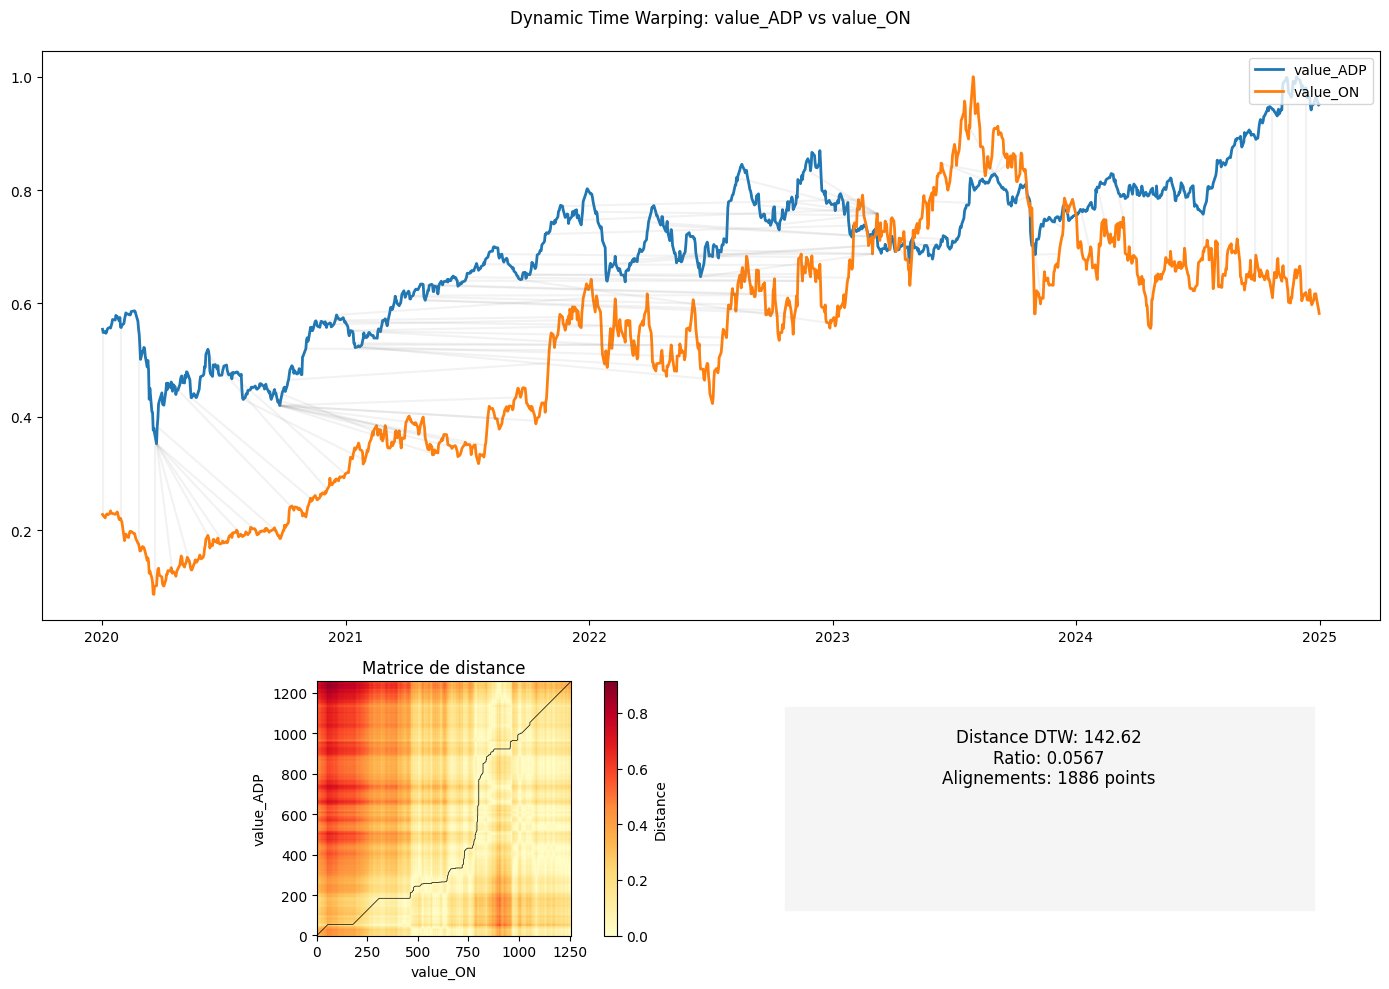 Dynamic Time Warping: value_ADP vs value_ON
value_ADP
value_ON
1.0
0.8
0.6
0.4
0.2
2020
2021
2022
2023
2024
2025
Matrice de distance
value_ADP
1200
1000
800
600
400
200
0
0
250
500
750
1000
1250
value_ON
0.8
0.6
0.4
0.2
0.0
Distance
Distance DTW: 142.62
Ratio: 0.0567
Alignements: 1886 points